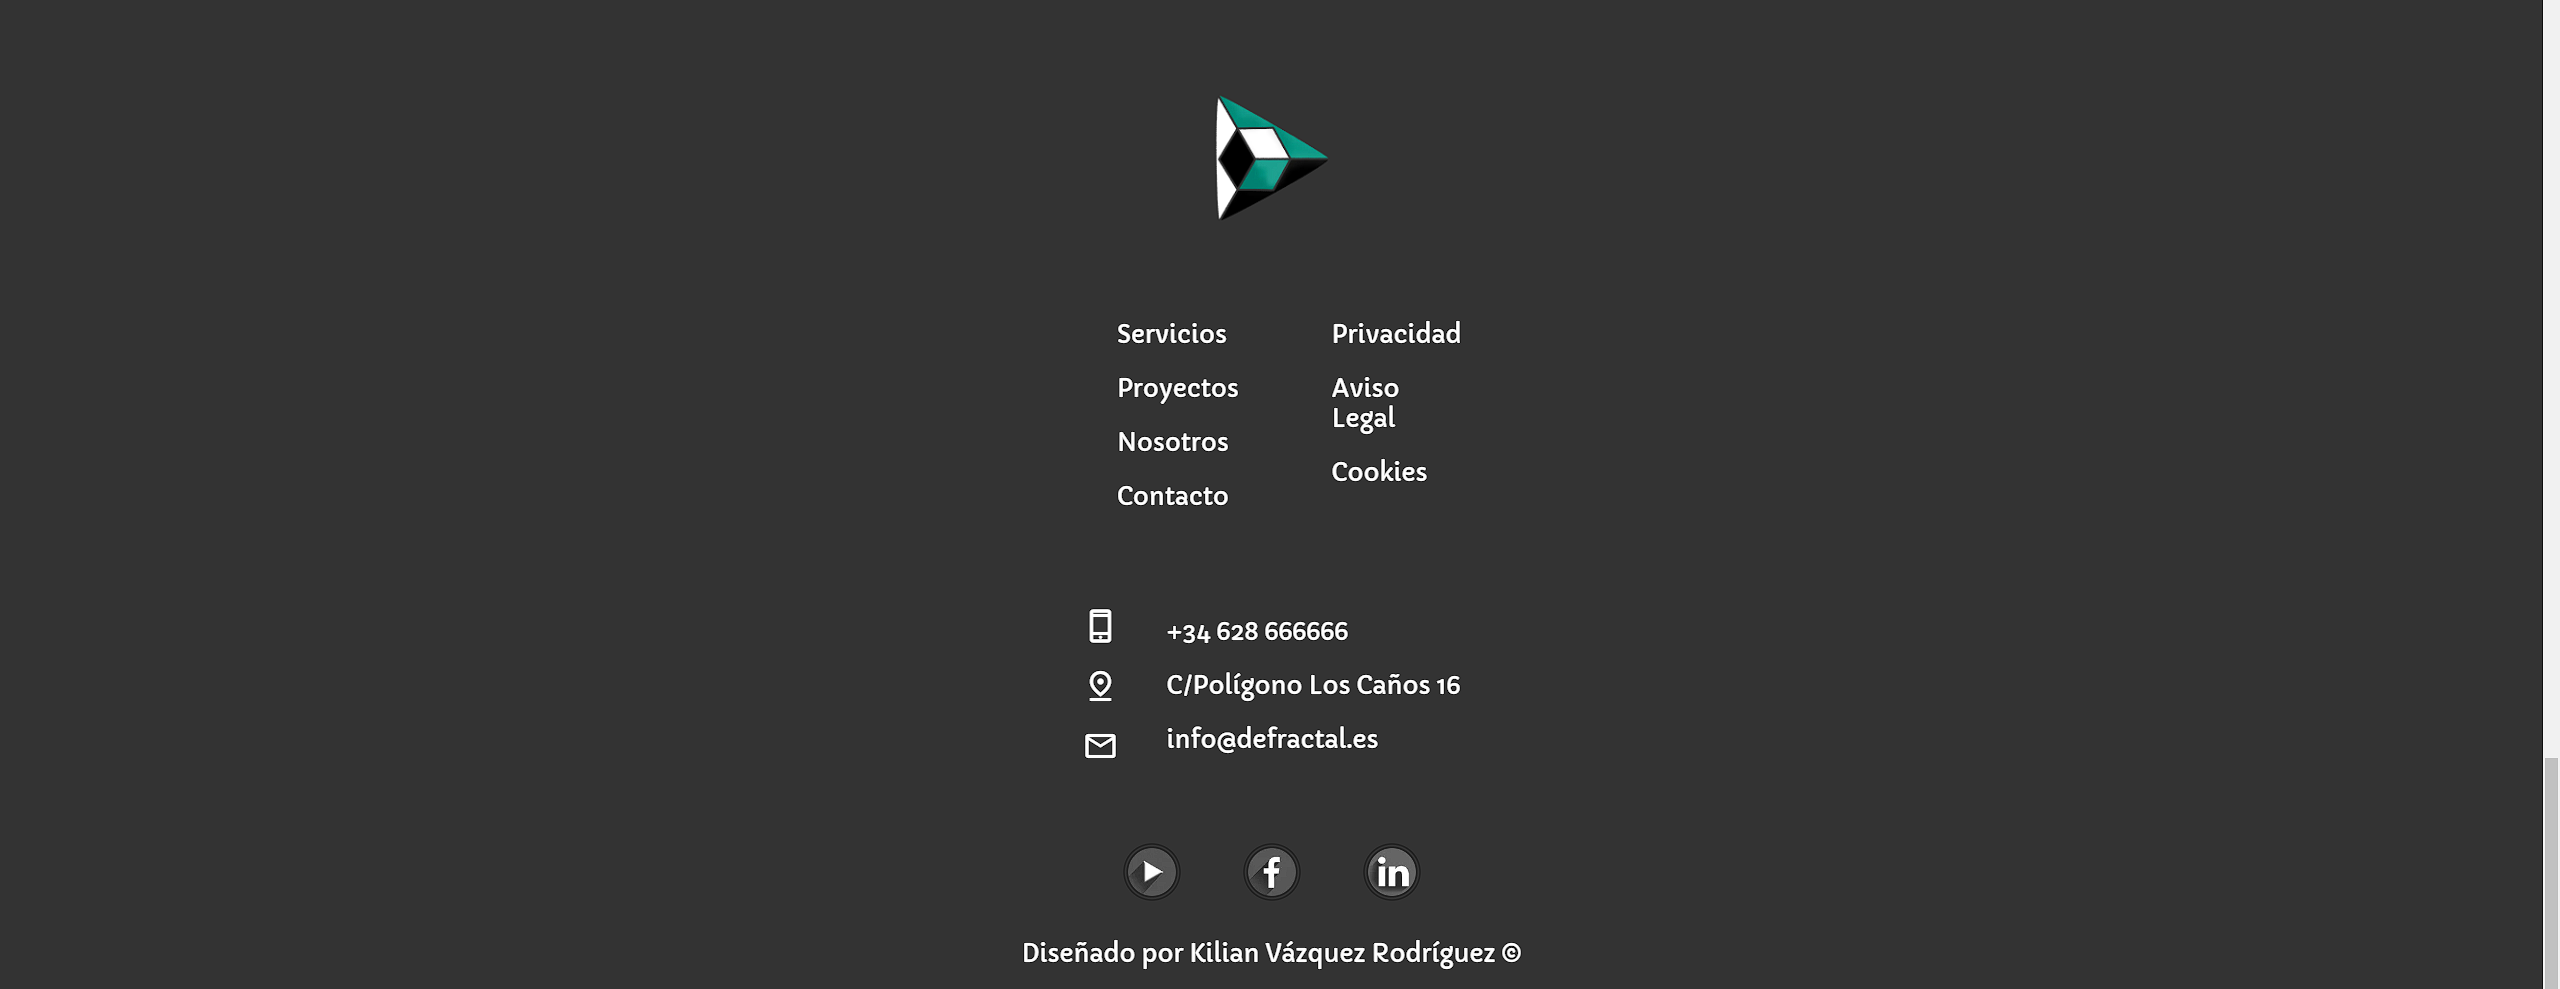 Servicios
Proyectos
Nosotros
Contacto
Privacidad
Aviso
Legal
Cookies
+34 628 666666
C/Polígono Los Caños 16
info@defractal.es
f
in
Diseñado por Kilian Vázquez Rodríguez ©